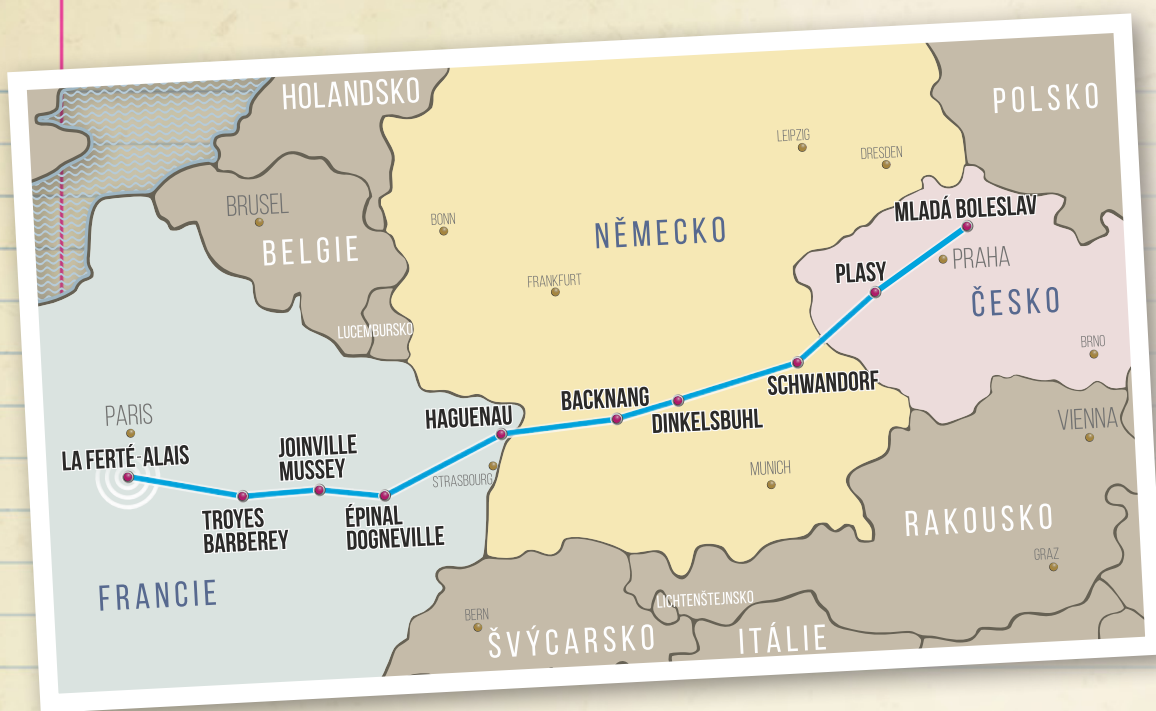 HOLANDSKO
POLSKO
LEIPZIG
DRESDEN
BRUSEL
BONN
NĚMECKO
MLADÁ BOLESLAV
BELGIE
PRAHA
PLASY
FRANKFURT
ČESKO
LUCEMBURSKO
BRNO
SCHWANDORF
BACKNANG
DINKELSBUHL
HAGUENAU
PARIS
VIENNA
LA FERTÉ-ALAIS
JOINVILLE
MUSSEY
STRASBOURG
MUNICH
TROYES
BARBEREY
ÉPINAL
DOGNEVILLE
RAKOUSKO
GRAZ
FRANCIE
LICHTENŠTEJNSKO
BERN
ŠVÝCARSKO
ITÁLIE